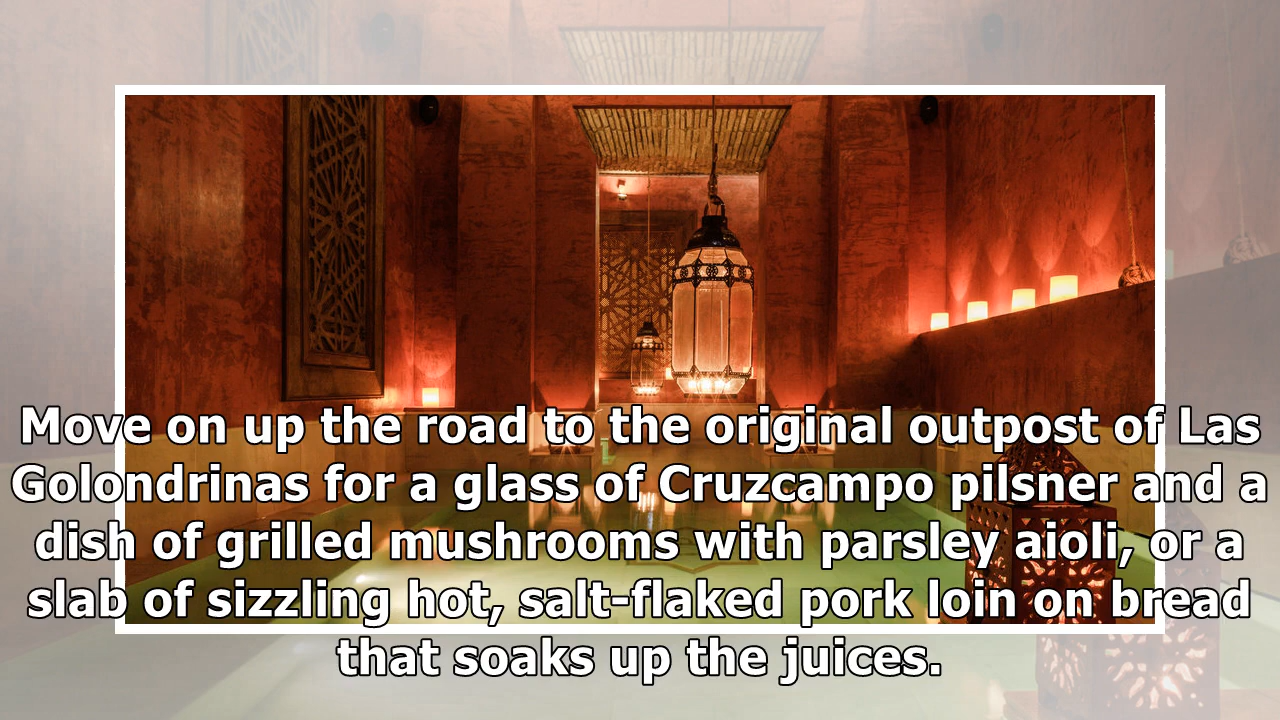 Move on up the road to the original outpost of Las
Golondrinas for a glass of Cruzcampo pilsner and a
dish of grilled mushrooms with parsley aioli, or a
slab of sizzling hot, salt-flaked pork loin on bread
that soaks up the juices.